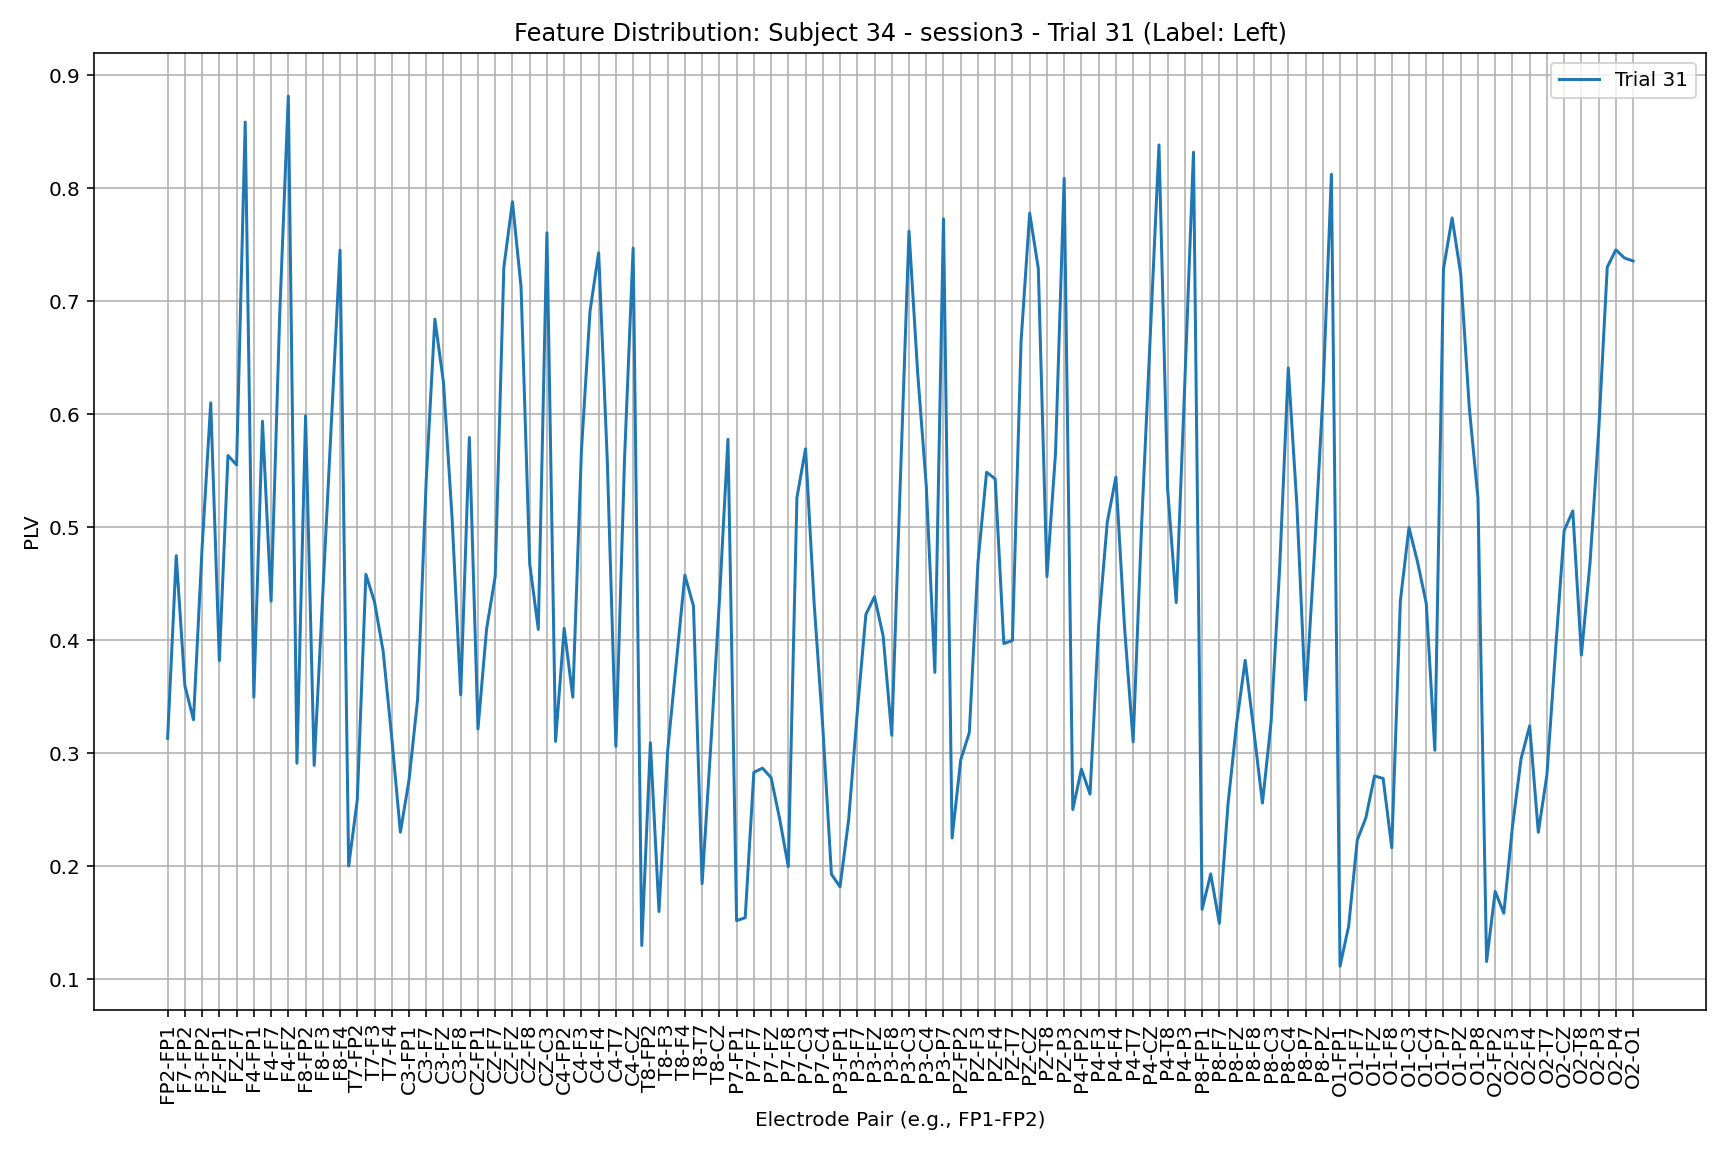 Feature Distribution: Subject 34 - session3 - Trial 31 (Label: Left)
Trial 31
0.9
0.8
0.7
0.6
0.5
0.4
0.3
0.2
0.1
PLV
FP2-FP1
F7-FP2
F3-FP2
FZ-FP1
FZ-F7
F4-FP1
F4-F7
F4-FZ
F8-FP2
F8-F3
F8-F4
T7-FP2
T7-F3
T7-F4
C3-FP1
C3-F7
C3-FZ
C3-F8
CZ-FP1
CZ-F7
CZ-FZ
CZ-F8
CZ-C3
C4-FP2
C4-F3
C4-F4
C4-T7
C4-CZ
T8-FP2
T8-F3
T8-F4
T8-T7
T8-CZ
P7-FP1
P7-F7
P7-FZ
P7-F8
P7-C3
P7-C4
P3-FP1
P3-F7
P3-FZ
P3-F8
P3-C3
P3-C4
P3-P7
PZ-FP2
PZ-F3
PZ-F4
PZ-T7
PZ-CZ
PZ-T8
PZ-P3
P4-FP2
P4-F3
P4-F4
P4-T7
P4-CZ
P4-T8
P4-P3
P8-FP1
P8-F7
P8-FZ
P8-F8
P8-C3
P8-C4
P8-P7
P8-PZ
O1-FP1
O1-F7
O1-FZ
O1-F8
O1-C3
O1-C4
O1-P7
O1-PZ
O1-P8
O2-FP2
O2-F3
O2-F4
O2-T7
O2-CZ
O2-T8
O2-P3
O2-P4
O2-O1
Electrode Pair (e.g., FP1-FP2)